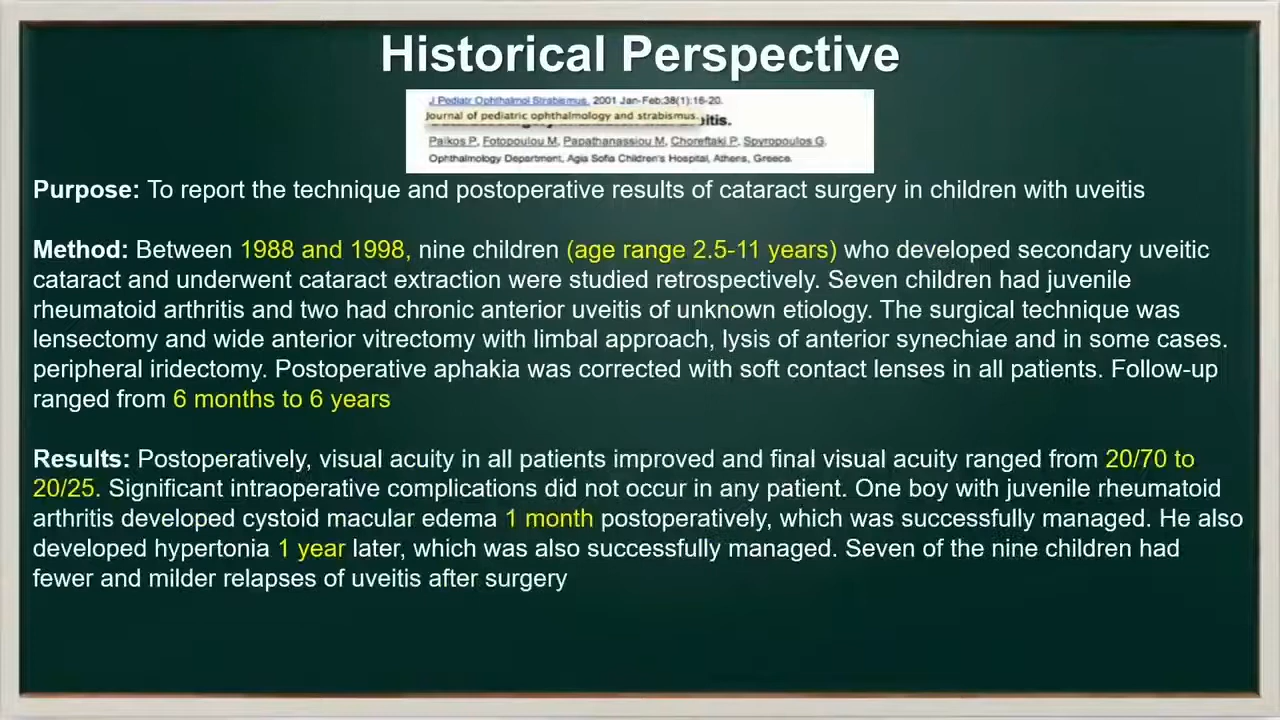 Historical Perspective
J Pediatr Ophthalmol Strabismus. 2001 Jan-Feb;38(1):16-20.
Journal of pediatric ophthalmology and strabismus.
Paikos P, Fotopoulou M, Papathanassiou M, Choreftaki P, Spyropoulos G.
Ophthalmology Department, Agia Sofia Children's Hospital, Athens, Greece.
Purpose: To report the technique and postoperative results of cataract surgery in children with uveitis
Method: Between 1988 and 1998, nine children (age range 2.5-11 years) who developed secondary uveitic
cataract and underwent cataract extraction were studied retrospectively. Seven children had juvenile
rheumatoid arthritis and two had chronic anterior uveitis of unknown etiology. The surgical technique was
lensectomy and wide anterior vitrectomy with limbal approach, lysis of anterior synechiae and in some cases.
peripheral iridectomy. Postoperative aphakia was corrected with soft contact lenses in all patients. Follow-up
ranged from 6 months to 6 years
Results: Postoperatively, visual acuity in all patients improved and final visual acuity ranged from 20/70 to
20/25. Significant intraoperative complications did not occur in any patient. One boy with juvenile rheumatoid
arthritis developed cystoid macular edema 1 month postoperatively, which was successfully managed. He also
developed hypertonia 1 year later, which was also successfully managed. Seven of the nine children had
fewer and milder relapses of uveitis after surgery